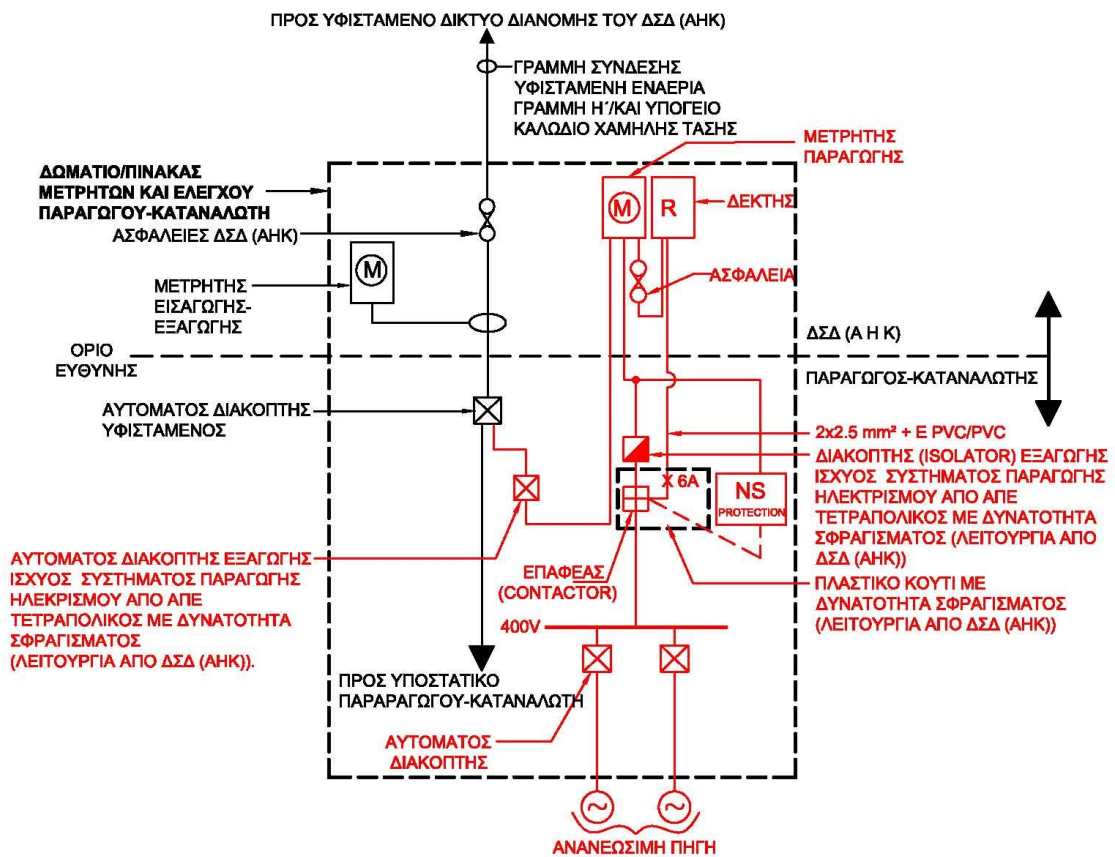 ΠΡΟΣ ΥΦΙΣΤΑΜΕΝΟ ΔΙΚΤΥΟ ΔΙΑΝΟΜΗΣ ΤΟΥ ΔΣΔ (ΑΗΚ)
ΓΡΑΜΜΗ ΣΥΝΔΕΣΗΣ
ΥΦΙΣΤΑΜΕΝΗ ΕΝΑΕΡΙΑ
ΓΡΑΜΜΗ Η΄/ΚΑΙ ΥΠΟΓΕΙΟ
ΚΑΛΩΔΙΟ ΧΑΜΗΛΗΣ ΤΑΣΗΣ
ΜΕΤΡΗΤΗΣ
ΠΑΡΑΓΩΓΗΣ
ΔΩΜΑΤΙΟ/ΠΙΝΑΚΑΣ
ΜΕΤΡΗΤΩΝ ΚΑΙ ΕΛΕΓΧΟΥ
ΠΑΡΑΓΩΓΟΥ-ΚΑΤΑΝΑΛΩΤΗ
ΑΣΦΑΛΕΙΕΣ ΔΣΔ (ΑΗΚ)
M
R
ΔΕΚΤΗΣ
M
ΜΕΤΡΗΤΗΣ
ΕΙΣΑΓΩΓΗΣ-
ΕΞΑΓΩΓΗΣ
ΑΣΦΑΛΕΙΑ
ΟΡΙΟ
ΕΥΘΥΝΗΣ
ΔΣΔ (Α Η Κ)
ΠΑΡΑΓΩΓΟΣ-ΚΑΤΑΝΑΛΩΤΗΣ
ΑΥΤΟΜΑΤΟΣ ΔΙΑΚΟΠΤΗΣ
ΥΦΙΣΤΑΜΕΝΟΣ
2x2.5 mm² + E PVC/PVC
ΔΙΑΚΟΠΤΗΣ (ISOLATOR) ΕΞΑΓΩΓΗΣ
ΙΣΧΥΟΣ ΣΥΣΤΗΜΑΤΟΣ ΠΑΡΑΓΩΓΗΣ
ΗΛΕΚΤΡΙΣΜΟΥ ΑΠΟ ΑΠΕ
ΤΕΤΡΑΠΟΛΙΚΟΣ ΜΕ ΔΥΝΑΤΟΤΗΤΑ
ΣΦΡΑΓΙΣΜΑΤΟΣ (ΛΕΙΤΟΥΡΓΙΑ ΑΠΟ
ΔΣΔ (ΑΗΚ))
6A
NS
PROTECTION
ΑΥΤΟΜΑΤΟΣ ΔΙΑΚΟΠΤΗΣ ΕΞΑΓΩΓΗΣ
ΙΣΧΥΟΣ ΣΥΣΤΗΜΑΤΟΣ ΠΑΡΑΓΩΓΗΣ
ΗΛΕΚΡΙΣΜΟΥ ΑΠΟ ΑΠΕ
ΤΕΤΡΑΠΟΛΙΚΟΣ ΜΕ ΔΥΝΑΤΟΤΗΤΑ
ΣΦΡΑΓΙΣΜΑΤΟΣ
(ΛΕΙΤΟΥΡΓΙΑ ΑΠΟ ΔΣΔ (ΑΗΚ)).
ΕΠΑΦΕΑΣ
(CONTACTOR)
ΠΛΑΣΤΙΚΟ ΚΟΥΤΙ ΜΕ
ΔΥΝΑΤΟΤΗΤΑ ΣΦΡΑΓΙΣΜΑΤΟΣ
(ΛΕΙΤΟΥΡΓΙΑ ΑΠΟ ΔΣΔ (ΑΗΚ))
400V
ΠΡΟΣ ΥΠΟΣΤΑΤΙΚΟ
ΠΑΡΑΡΑΓΩΓΟΥ-ΚΑΤΑΝΑΛΩΤΗ
ΑΥΤΟΜΑΤΟΣ
ΔΙΑΚΟΠΤΗΣ
ΑΝΑΝΕΩΣΙΜΗ ΠΗΓΗ